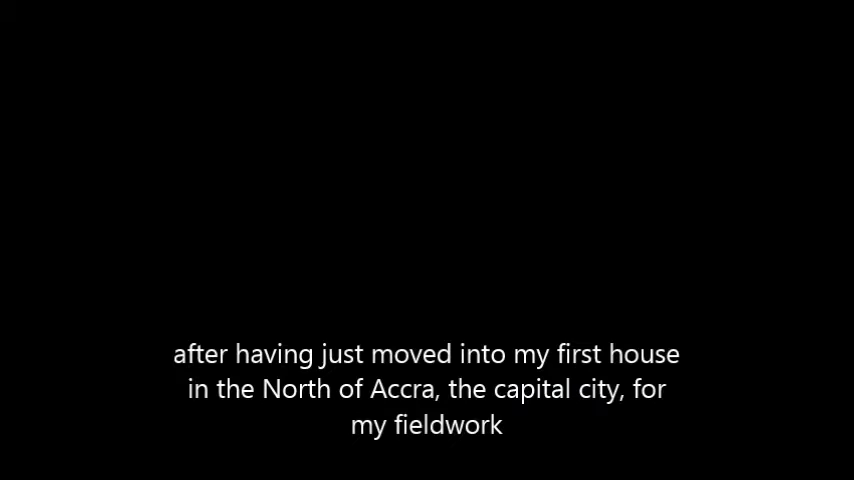 after having just moved into my first house
in the North of Accra, the capital city, for
my fieldwork